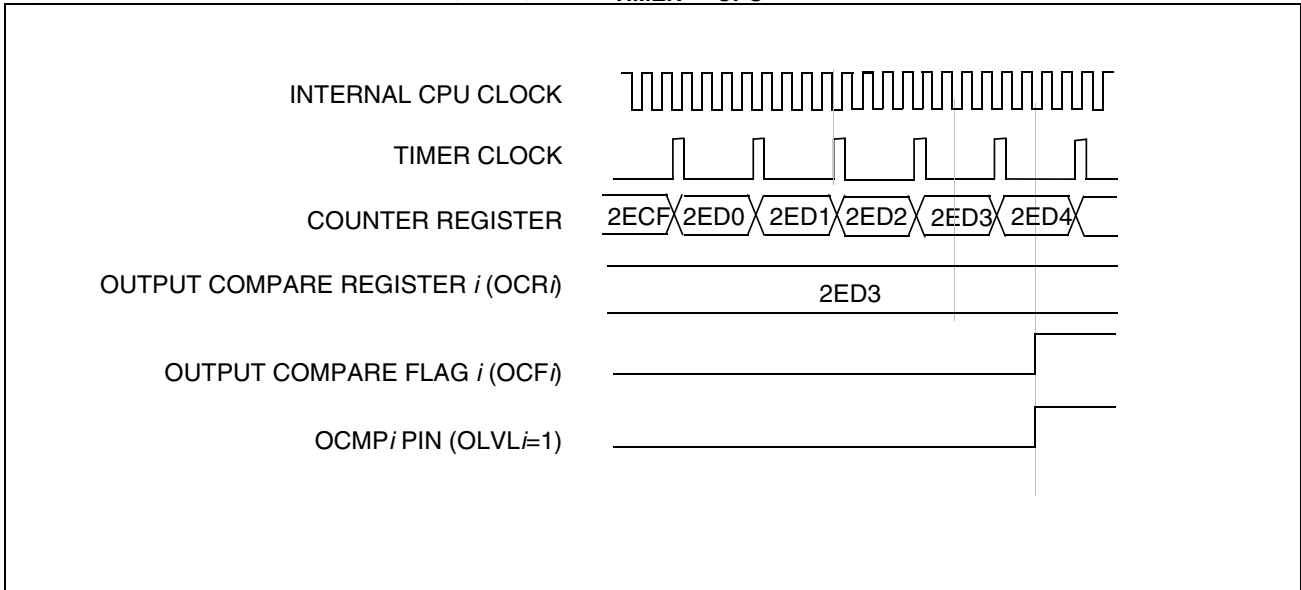 INTERNAL CPU CLOCK
TIMER CLOCK
COUNTER REGISTER 2ECF 2ED0 2ED1 2ED2 2ED3 2ED4
OUTPUT COMPARE REGISTER i (OCRi) 2ED3
OUTPUT COMPARE FLAG i (OCFi)
OCMPi PIN (OLVLi=1)